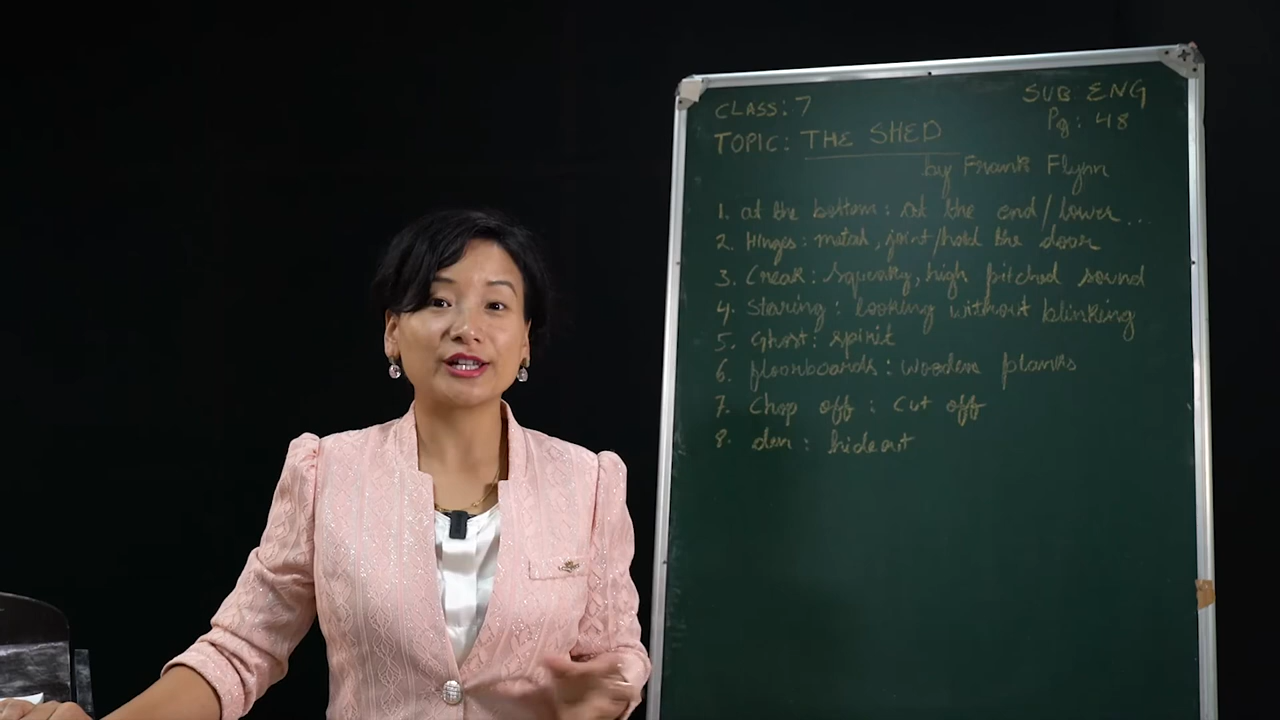 CLASS: 7
SUB ENG
Pg: 48
TOPIC: THE SHED
by Frank Flynn
1. at the bottom: at the end/lower...
2. Hinges: metal, joint/hold the door
3. Creak: squeaky, high pitched sound
4. Staring: looking without blinking
5. Ghost: spirit
6. floorboards: wooden planks
7. Chop off: cut off
8. den: hideout